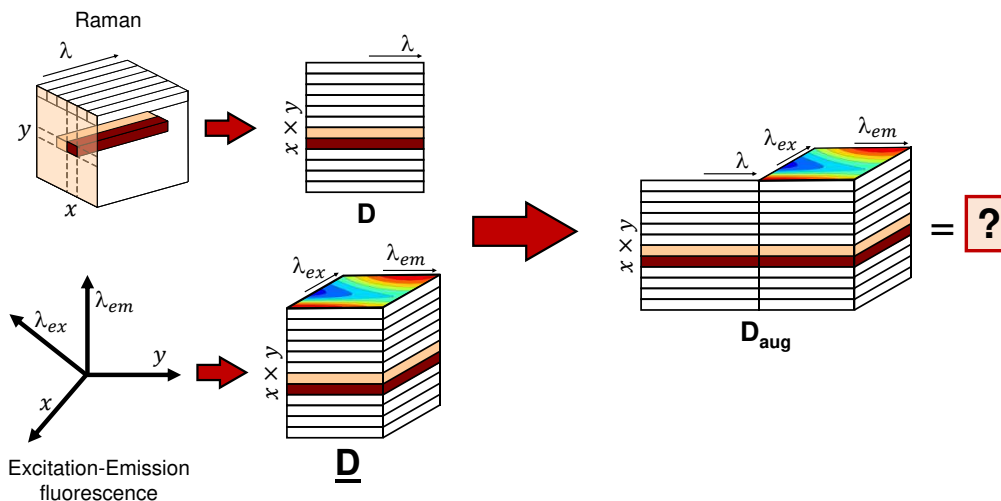 Raman
λ
y
x
λ
x × y
D
λ_ex
λ_em
x × y
D
λ_em
λ_ex
y
x
Excitation-Emission
fluorescence
λ
λ_ex
λ_em
x × y
D_aug
= ?